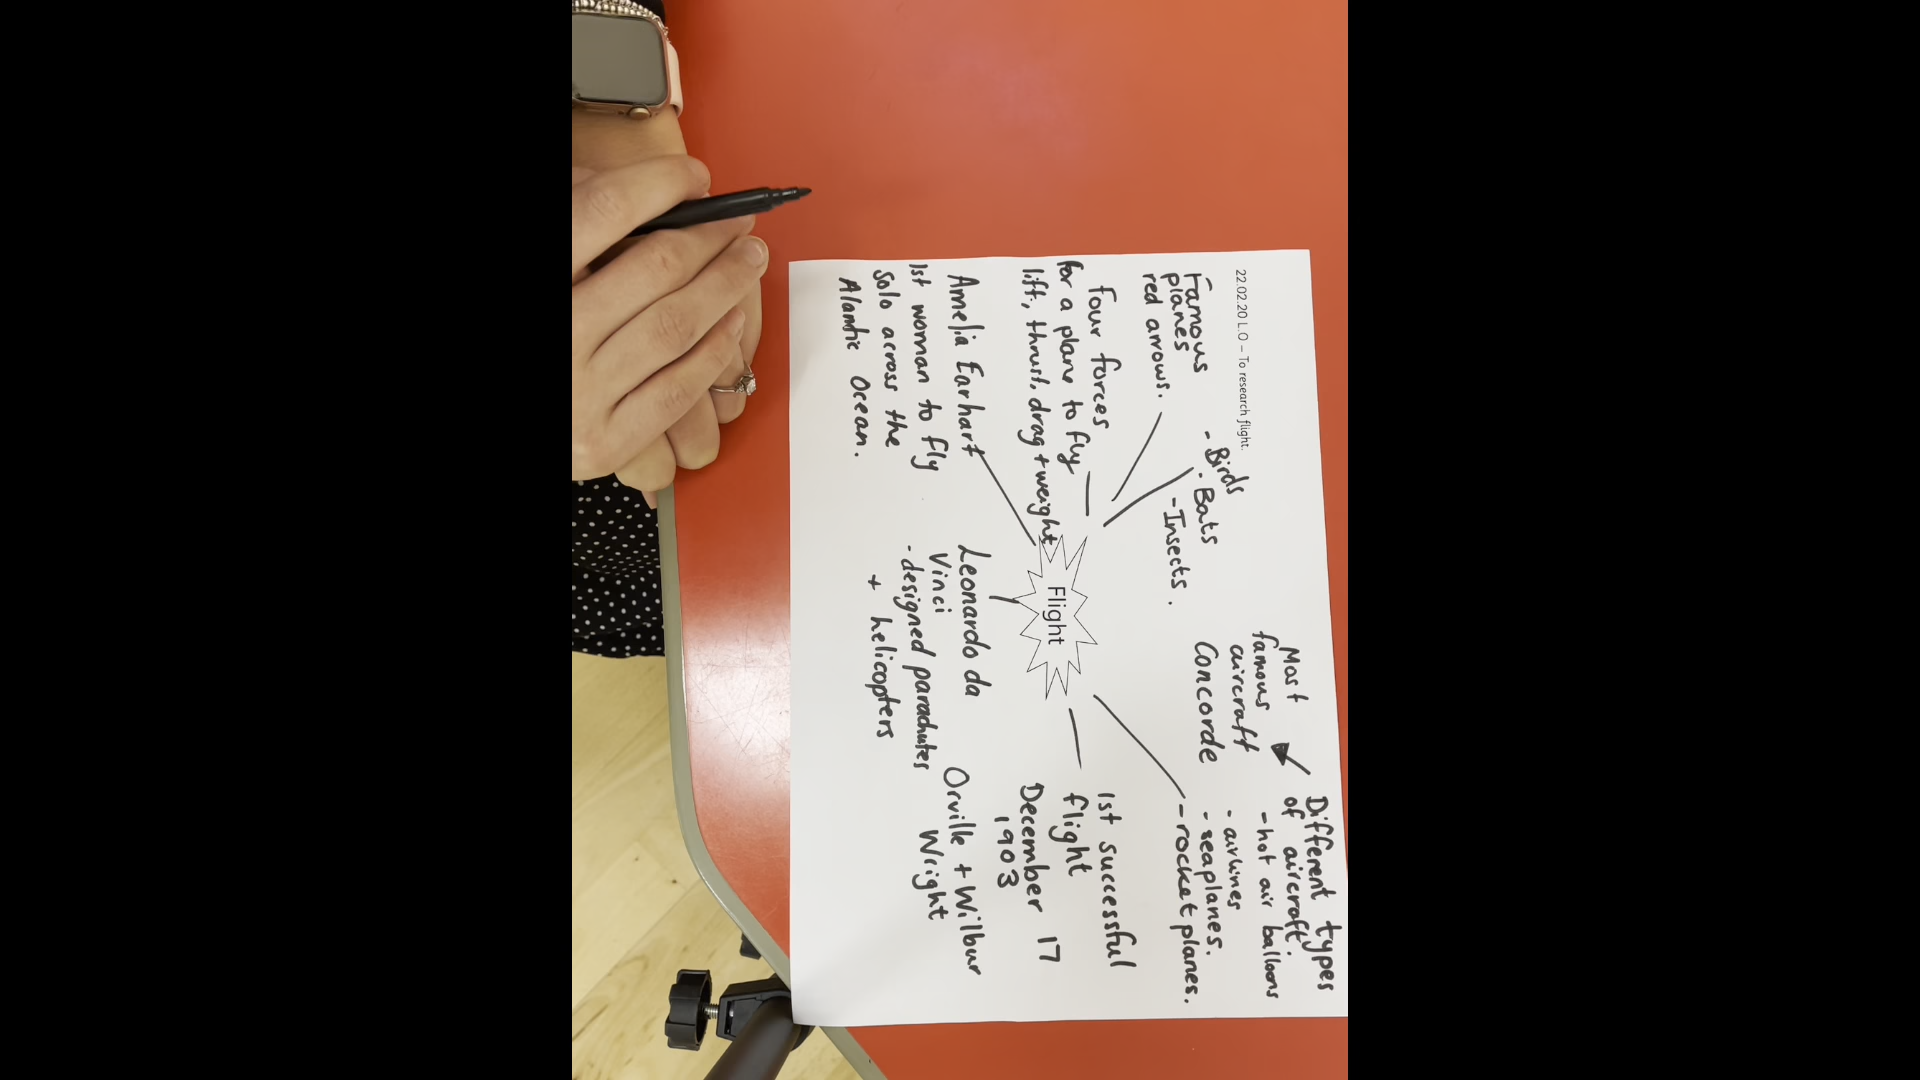 22.02.20 L.O – To research flight.
Famous
planes
red arrows.
- Birds
- Bats
- Insects.
Most
famous
aircraft
Concorde
Different types
of aircraft.
- hot air balloons
- airlines
- seaplanes.
- rocket planes.
Four forces
for a plane to fly
lift, thrust, drag + weight
Flight
1st successful
flight
December 17
1903
Orville + Wilbur
Wright
Amelia Earhart
1st woman to fly
solo across the
Alantic Ocean.
Leonardo da
Vinci
- designed parachutes
+ helicopters